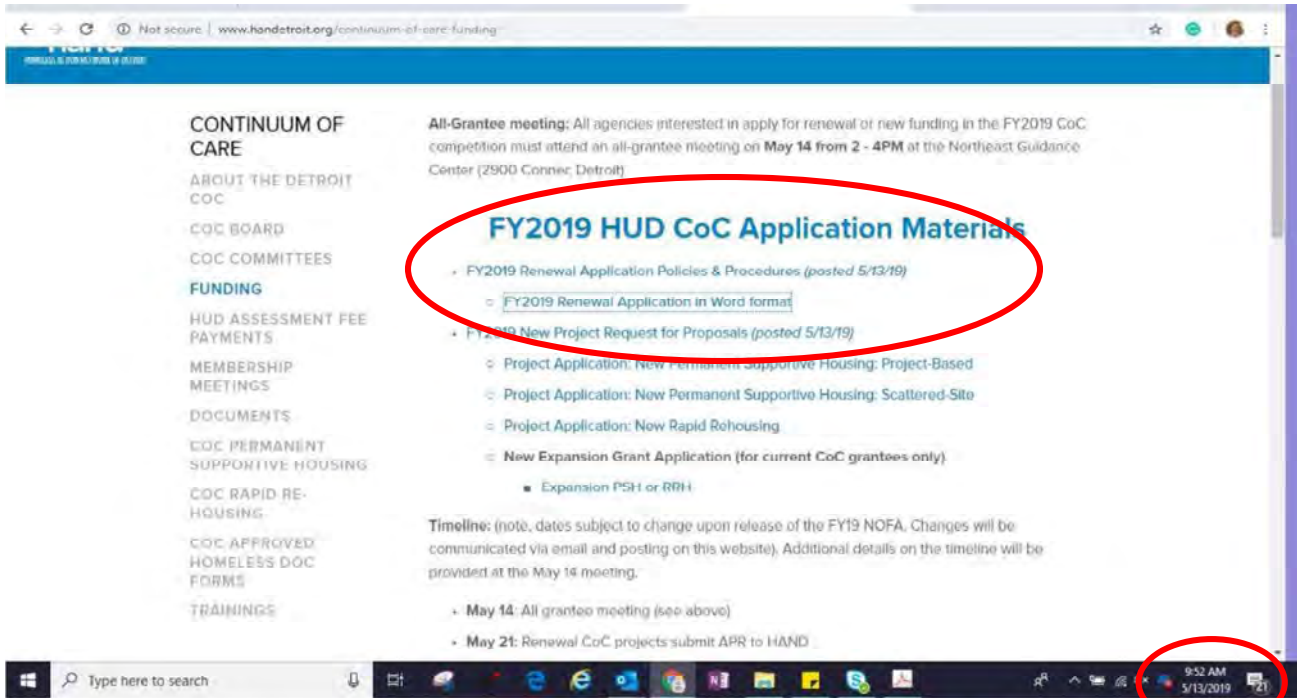 Not secure | www.handetroit.org/continuum-of-care-funding
CONTINUUM OF
CARE
ABOUT THE DETROIT
COC
COC BOARD
COC COMMITTEES
FUNDING
HUD ASSESSMENT FEE
PAYMENTS
MEMBERSHIP
MEETINGS
DOCUMENTS
COC PERMANENT
SUPPORTIVE HOUSING
COC RAPID RE-
HOUSING
COC APPROVED
HOMELESS DOC
FORMS
TRAININGS
All-Grantee meeting: All agencies interested in apply for renewal or new funding in the FY2019 CoC
competition must attend an all-grantee meeting on May 14 from 2 - 4PM at the Northeast Guidance
Center (2900 Conner, Detroit)
FY2019 HUD CoC Application Materials
• FY2019 Renewal Application Policies & Procedures (posted 5/13/19)
○ FY2019 Renewal Application in Word format
• FY2019 New Project Request for Proposals (posted 5/13/19)
○ Project Application: New Permanent Supportive Housing: Project-Based
○ Project Application: New Permanent Supportive Housing: Scattered-Site
○ Project Application: New Rapid Rehousing
○ New Expansion Grant Application (for current CoC grantees only)
■ Expansion PSH or RRH
Timeline: (note, dates subject to change upon release of the FY19 NOFA. Changes will be
communicated via email and posting on this website). Additional details on the timeline will be
provided at the May 14 meeting.
• May 14: All grantee meeting (see above)
• May 21: Renewal CoC projects submit APR to HAND
Type here to search
9:52 AM
5/13/2019
21